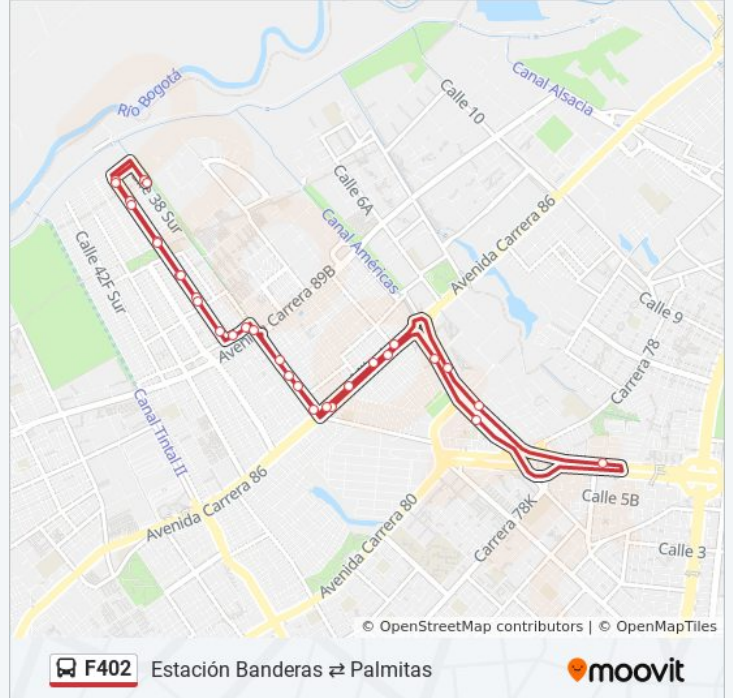 Río Bogotá
Canal Alsacia
Calle 10
Calle 6A
38 Sur
Canal Américas
Avenida Carrera 86
Calle 42F Sur
Avenida Carrera 89B
Calle 9
Carrera 78
Canal Tintal II
Avenida Carrera 86
Calle 5B
Carrera 78K
Avenida Carrera 80
Calle 3
© OpenStreetMap contributors | © OpenMapTiles
F402 Estación Banderas ⇄ Palmitas
moovit